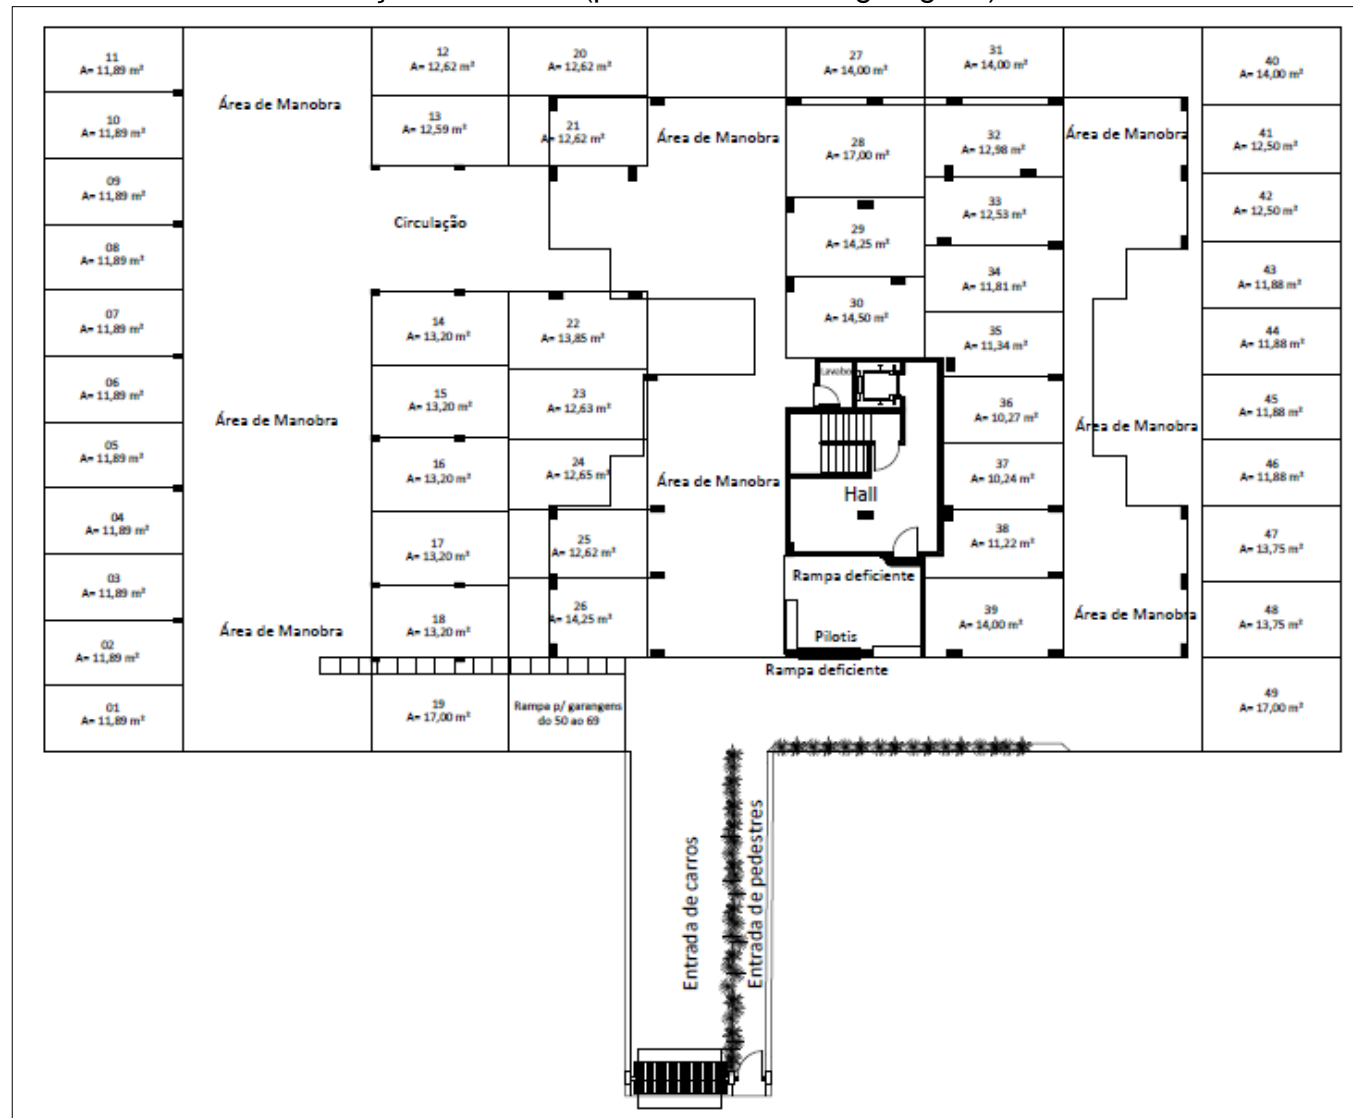 11
A= 11,89 m²
10
A= 11,89 m²
09
A= 11,89 m²
08
A= 11,89 m²
07
A= 11,89 m²
06
A= 11,89 m²
05
A= 11,89 m²
04
A= 11,89 m²
03
A= 11,89 m²
02
A= 11,89 m²
01
A= 11,89 m²
Área de Manobra
Área de Manobra
Área de Manobra
12
A= 12,62 m²
13
A= 12,59 m²
Circulação
14
A= 13,20 m²
15
A= 13,20 m²
16
A= 13,20 m²
17
A= 13,20 m²
18
A= 13,20 m²
19
A= 17,00 m²
20
A= 12,62 m²
21
A= 12,62 m²
22
A= 13,85 m²
23
A= 12,63 m²
24
A= 12,65 m²
25
A= 12,62 m²
26
A= 14,25 m²
Rampa p/ garangens
do 50 ao 69
Área de Manobra
Área de Manobra
27
A= 14,00 m²
28
A= 17,00 m²
29
A= 14,25 m²
30
A= 14,50 m²
Lavabo
Hall
Rampa deficiente
Pilotis
Rampa deficiente
31
A= 14,00 m²
32
A= 12,98 m²
33
A= 12,53 m²
34
A= 11,81 m²
35
A= 11,34 m²
36
A= 10,27 m²
37
A= 10,24 m²
38
A= 11,22 m²
39
A= 14,00 m²
Área de Manobra
Área de Manobra
Área de Manobra
40
A= 14,00 m²
41
A= 12,50 m²
42
A= 12,50 m²
43
A= 11,88 m²
44
A= 11,88 m²
45
A= 11,88 m²
46
A= 11,88 m²
47
A= 13,75 m²
48
A= 13,75 m²
49
A= 17,00 m²
Entrada de carros
Entrada de pedestres